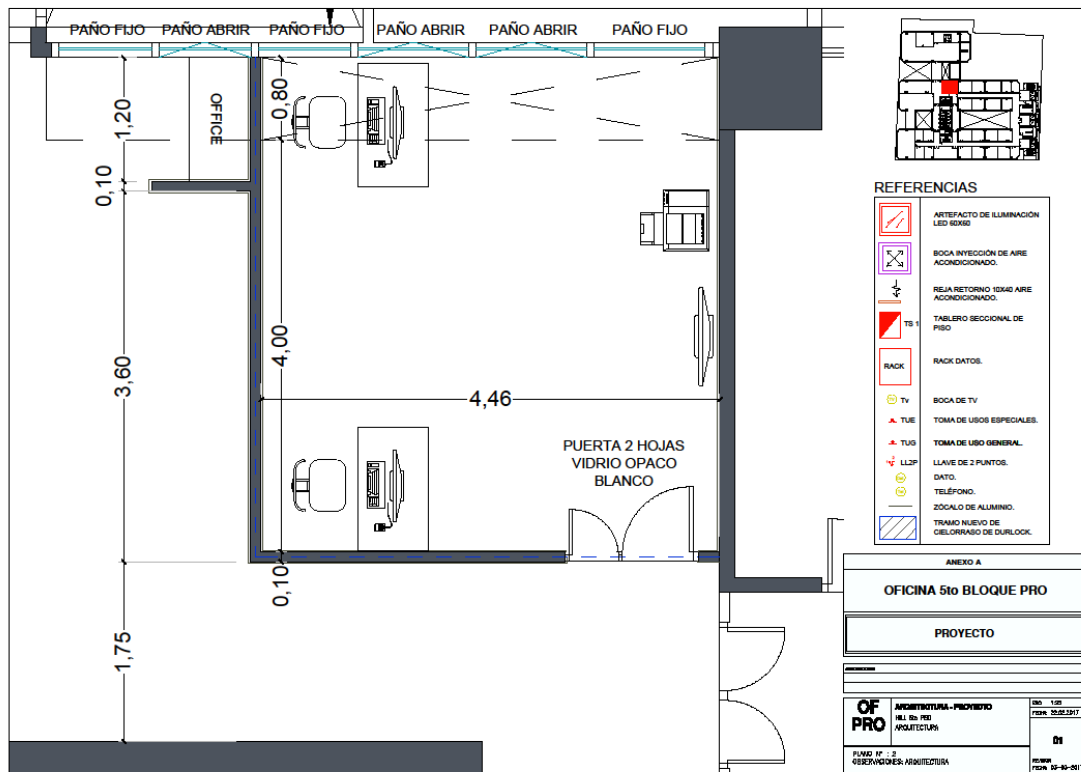 PAÑO FIJO PAÑO ABRIR PAÑO FIJO PAÑO ABRIR PAÑO ABRIR PAÑO FIJO
1,20
OFFICE
0,80
0,10
3,60
4,00
4,46
PUERTA 2 HOJAS
VIDRIO OPACO
BLANCO
0,10
1,75
REFERENCIAS
ARTEFACTO DE ILUMINACIÓN
LED 60X60
BOCA INYECCIÓN DE AIRE
ACONDICIONADO.
REJA RETORNO 10X40 AIRE
ACONDICIONADO.
TS 1
TABLERO SECCIONAL DE
PISO
RACK
RACK DATOS.
Tv
BOCA DE TV
TUE
TOMA DE USOS ESPECIALES.
TUG
TOMA DE USO GENERAL.
LL2P
LLAVE DE 2 PUNTOS.
DATO.
TELÉFONO.
ZÓCALO DE ALUMINIO.
TRAMO NUEVO DE
CIELORRASO DE DURLOCK.
ANEXO A
OFICINA 5to BLOQUE PRO
PROYECTO
OF
PRO
ARQUITECTURA - PROYECTO
ARQUITECTURA
01
PLANO Nº : 2
OBSERVACIONES: ARQUITECTURA